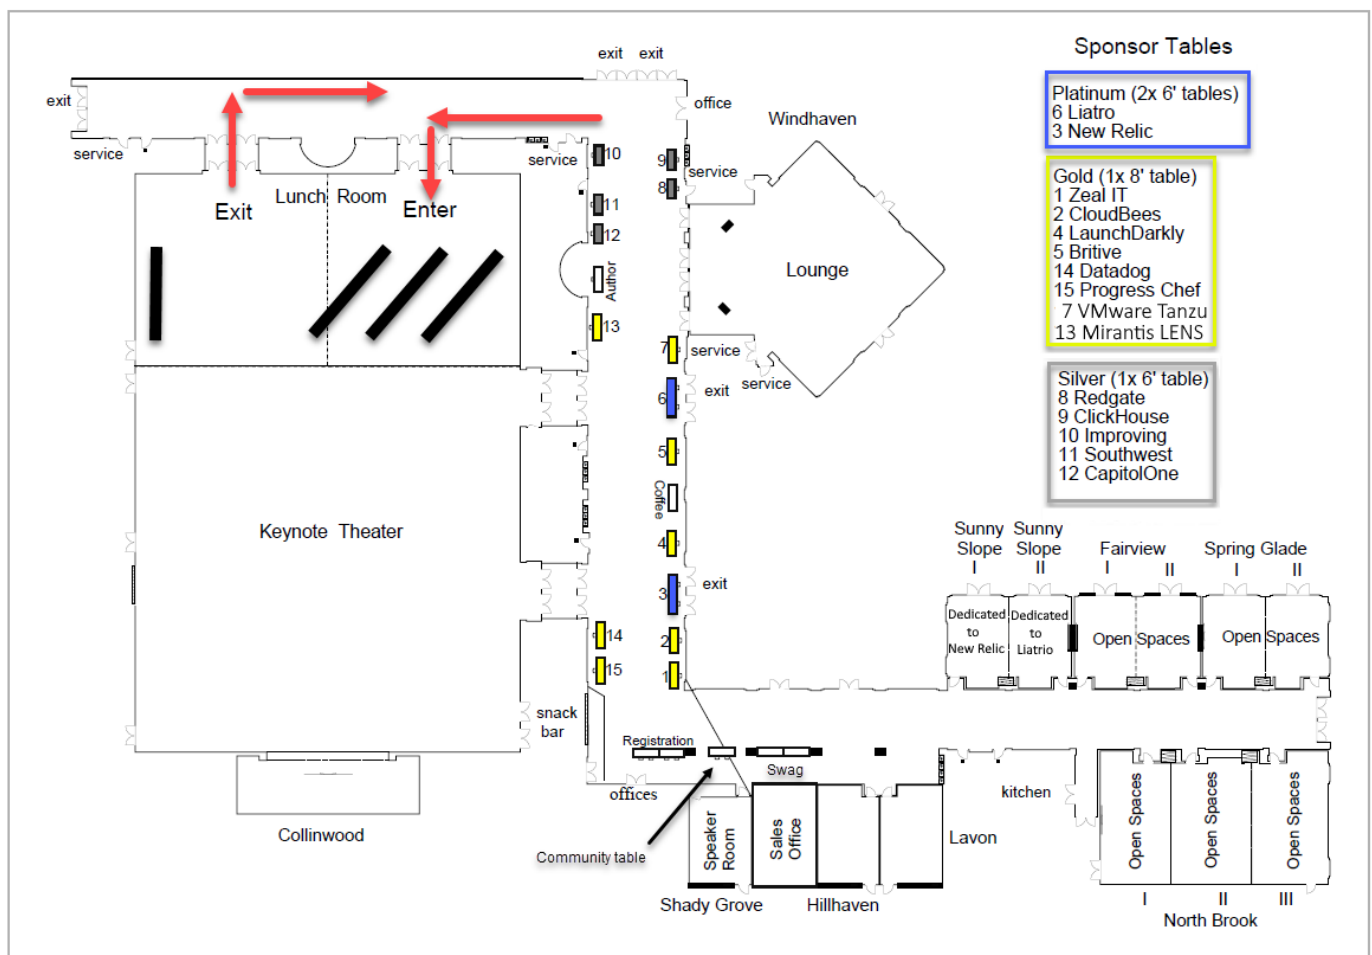 Sponsor Tables
Platinum (2x 6' tables)
6 Liatro
3 New Relic
Gold (1x 8' table)
1 Zeal IT
2 CloudBees
4 LaunchDarkly
5 Britive
14 Datadog
15 Progress Chef
7 VMware Tanzu
13 Mirantis LENS
Silver (1x 6' table)
8 Redgate
9 ClickHouse
10 Improving
11 Southwest
12 CapitolOne
exit
exit
exit
office
service
service
service
10
9
8
11
12
Author
13
Lunch Room
Exit
Enter
Windhaven
Lounge
7
service
service
6
exit
5
Coffee
4
3
exit
Keynote Theater
14
15
2
1
snack
bar
Registration
Swag
offices
Community table
Collinwood
Speaker
Room
Sales
Office
Shady Grove
Hillhaven
Lavon
kitchen
Sunny
Slope
I
Sunny
Slope
II
Fairview
I
II
Spring Glade
I
II
Dedicated
to
New Relic
Dedicated
to
Liatrio
Open Spaces
Open Spaces
Open Spaces
Open Spaces
Open Spaces
I
II
III
North Brook